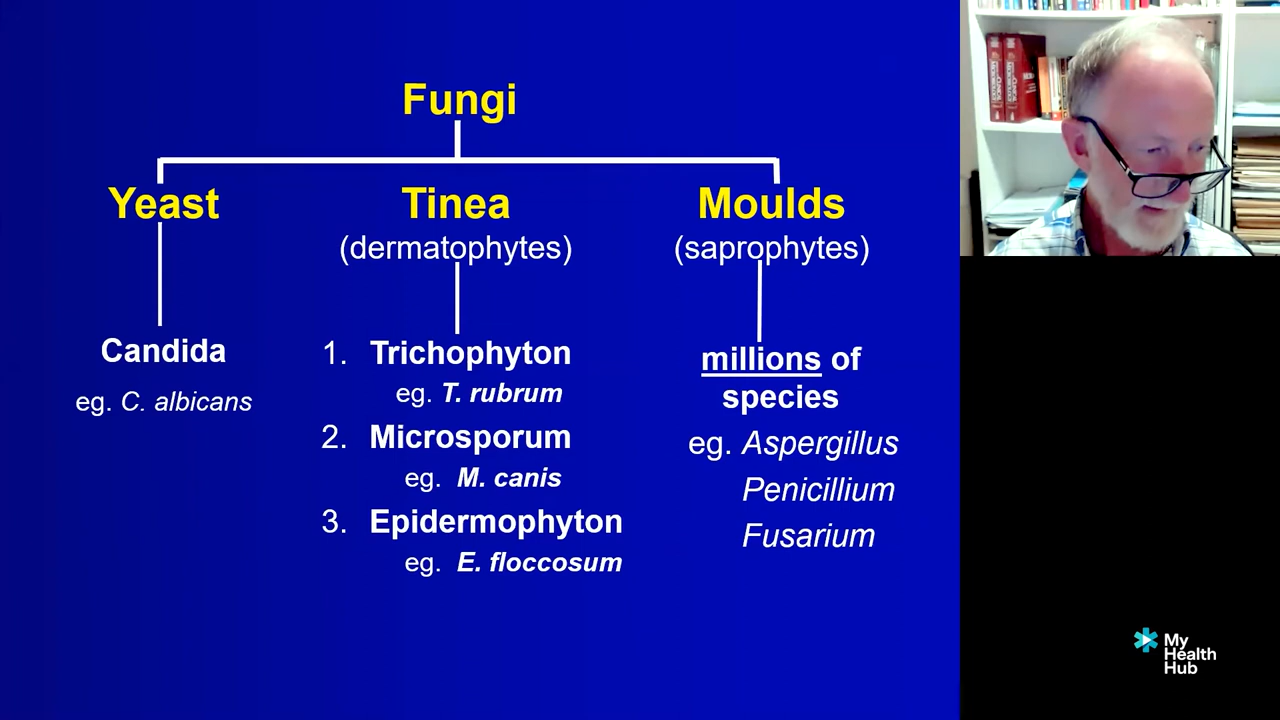 Fungi
Yeast
Tinea
Moulds
(dermatophytes)
(saprophytes)
Candida
eg. C. albicans
1. Trichophyton
eg. T. rubrum
2. Microsporum
eg. M. canis
3. Epidermophyton
eg. E. floccosum
millions of
species
eg. Aspergillus
Penicillium
Fusarium
My
Health
Hub